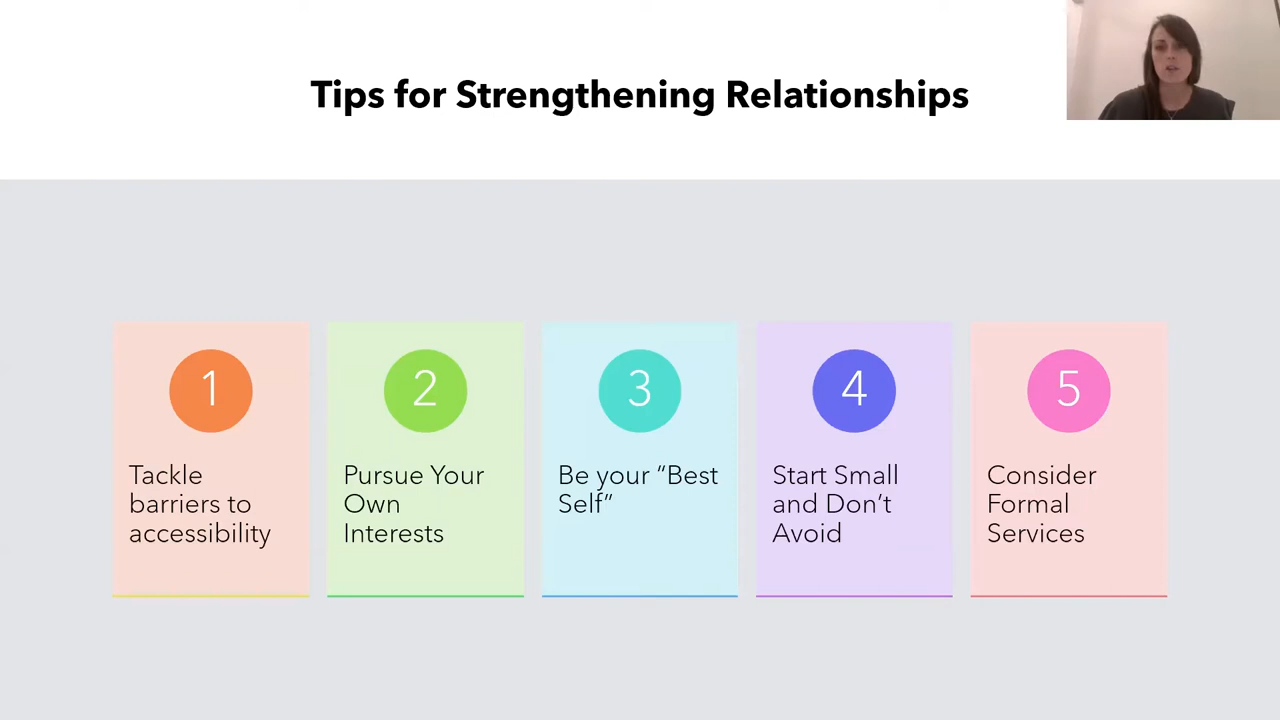 Tips for Strengthening Relationships
1
Tackle
barriers to
accessibility
2
Pursue Your
Own
Interests
3
Be your “Best
Self”
4
Start Small
and Don’t
Avoid
5
Consider
Formal
Services